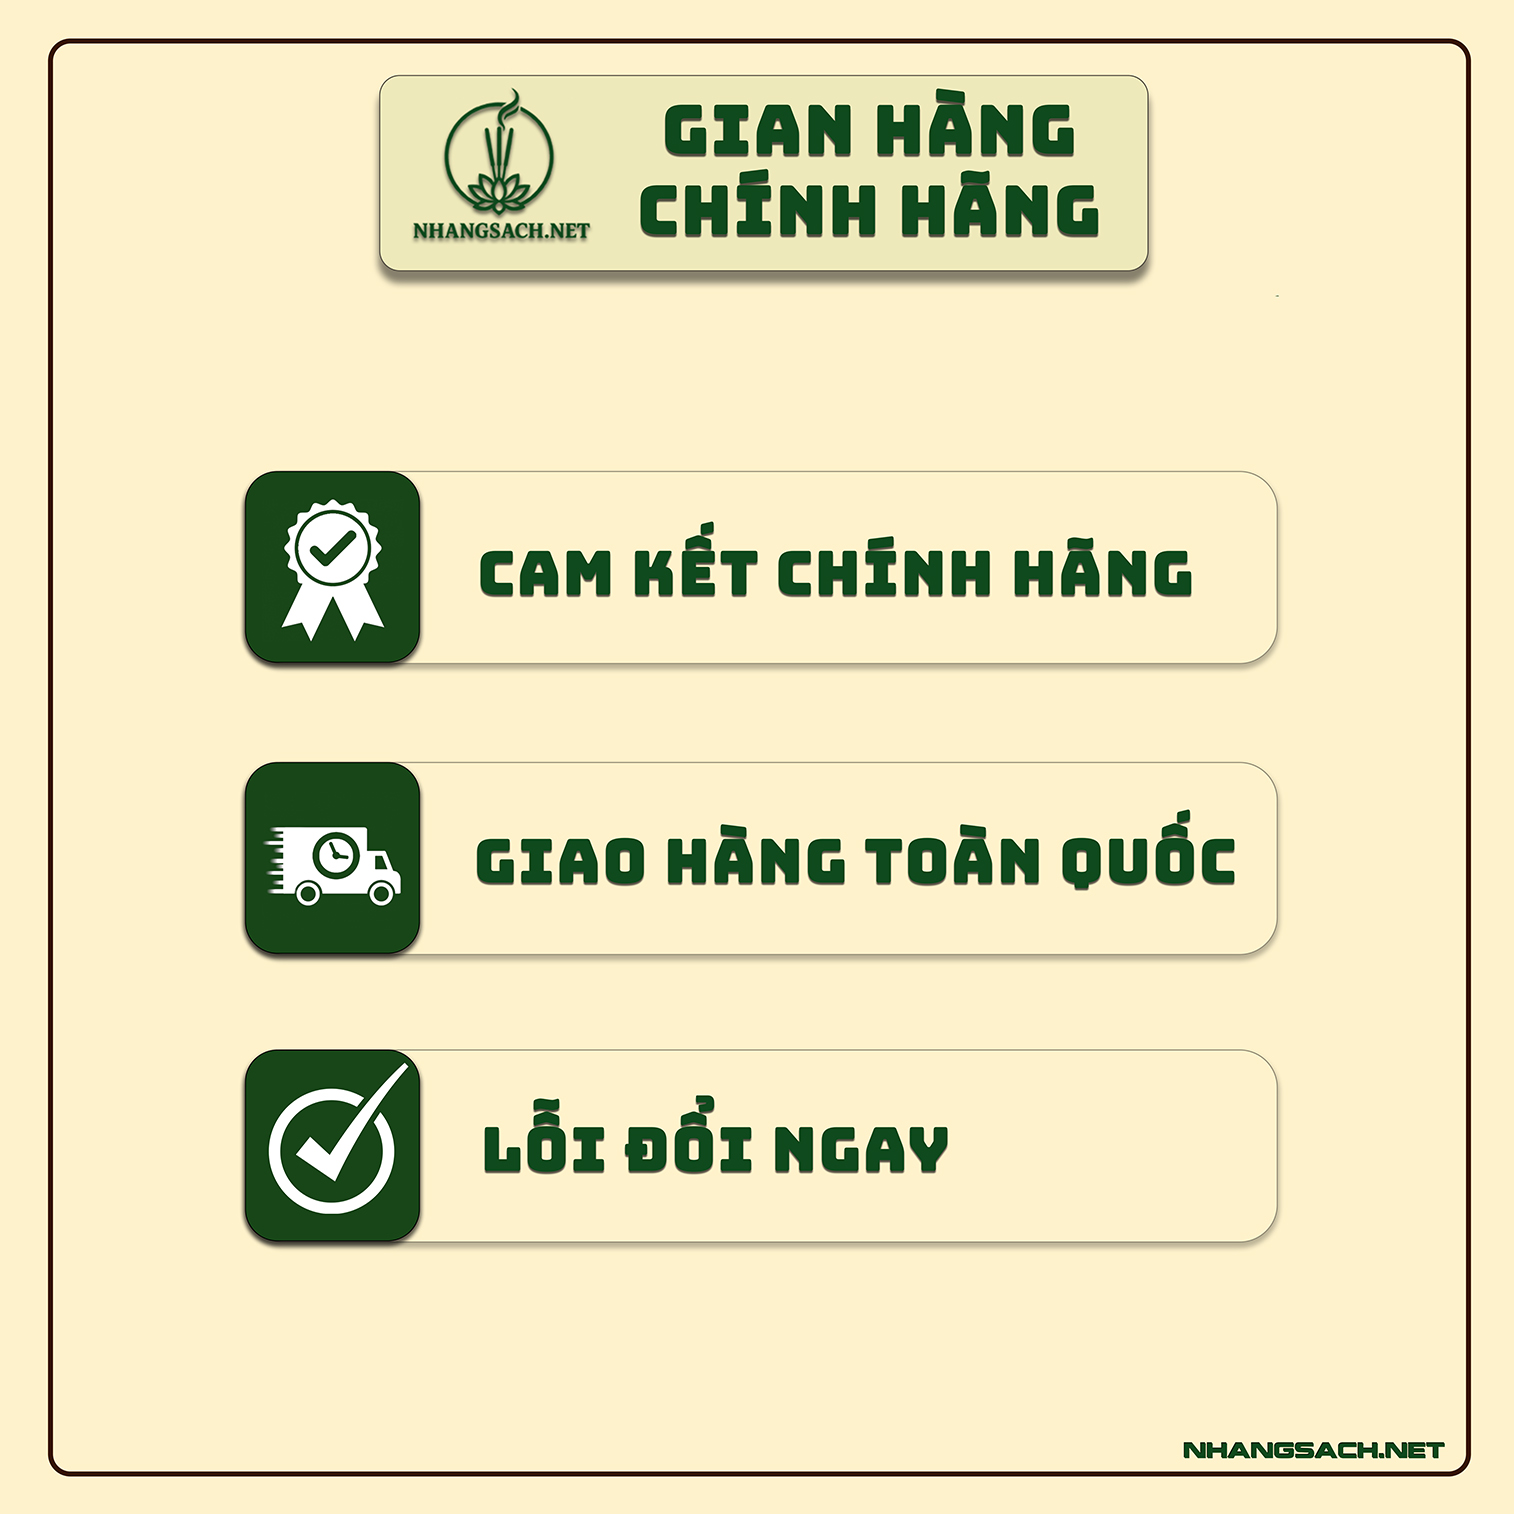 NHANGSACH.NET
GIAN HÀNG
CHÍNH HÃNG
CAM KẾT CHÍNH HÃNG
GIAO HÀNG TOÀN QUỐC
LỖI ĐỔI NGAY
NHANGSACH.NET